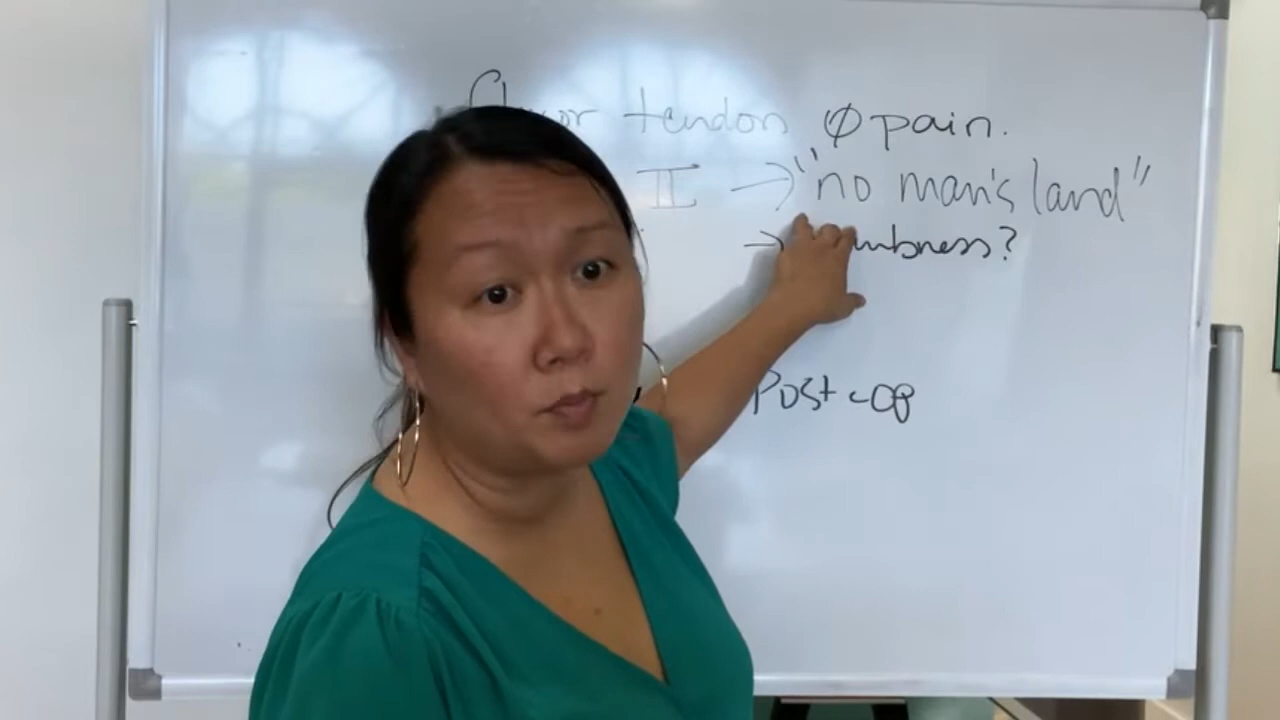 tendon Ø pain.
II → "no man's land"
→
Post-op